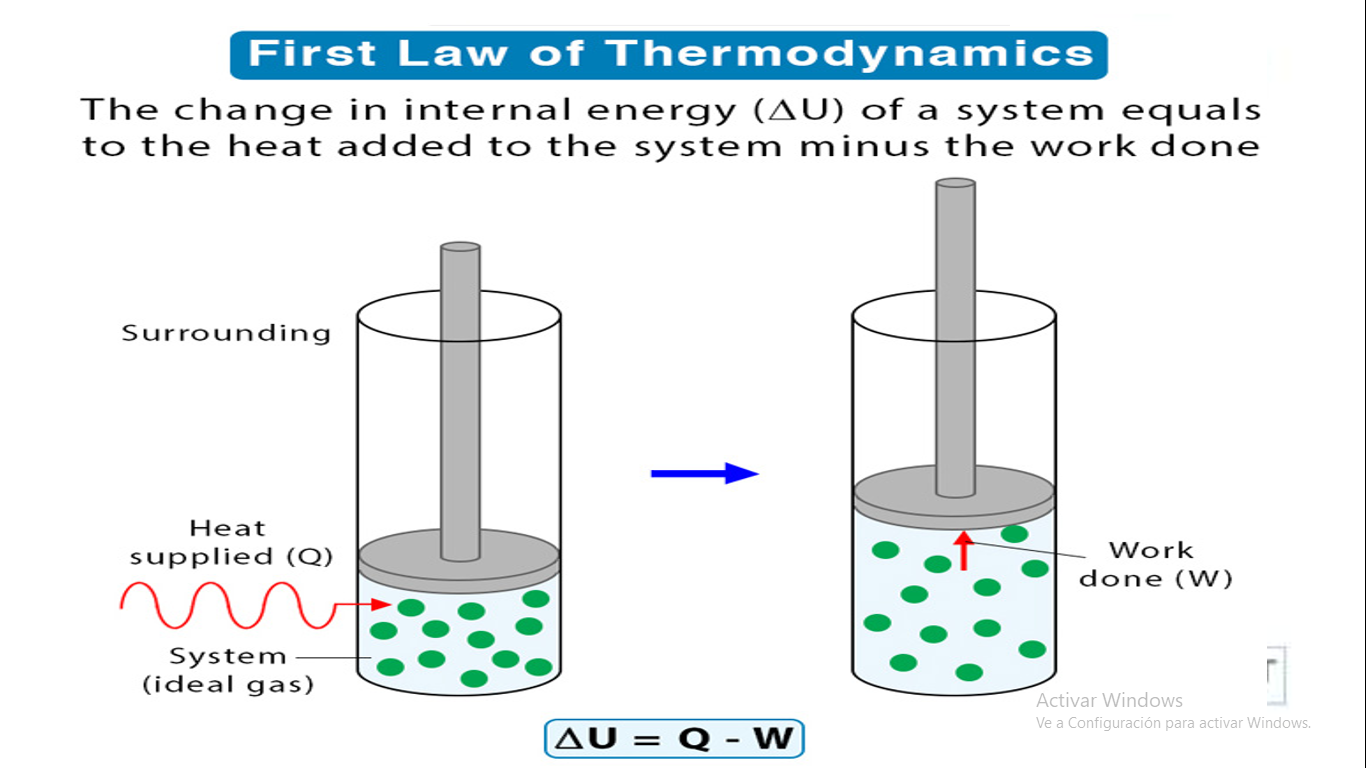 First Law of Thermodynamics
The change in internal energy (ΔU) of a system equals
to the heat added to the system minus the work done
Surrounding
Heat
supplied (Q)
System
(ideal gas)
Work
done (W)
ΔU = Q - W
Activar Windows
Ve a Configuración para activar Windows.